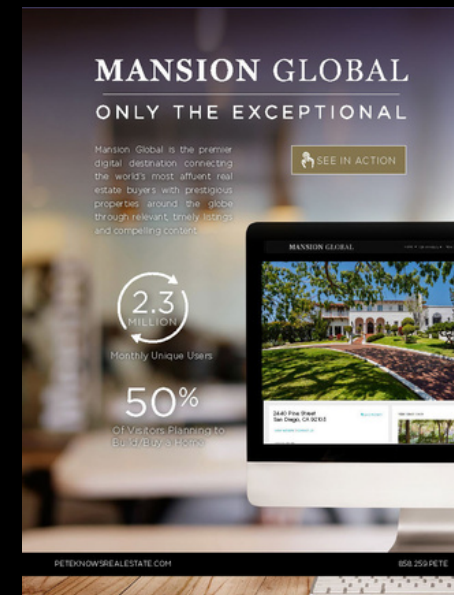 MANSION GLOBAL
ONLY THE EXCEPTIONAL
Mansion Global is the premier
digital destination connecting
the world's most affluent real
estate buyers with prestigious
properties around the globe
through relevant, timely listings
and compelling content.
SEE IN ACTION
MANSION GLOBAL
2.3
MILLION
Monthly Unique Users
50%
Of Visitors Planning to
Build/Buy a Home
2440 Pine Street
San Diego, CA 92103
PETEKNOWSREALESTATE.COM
858.259.PETE